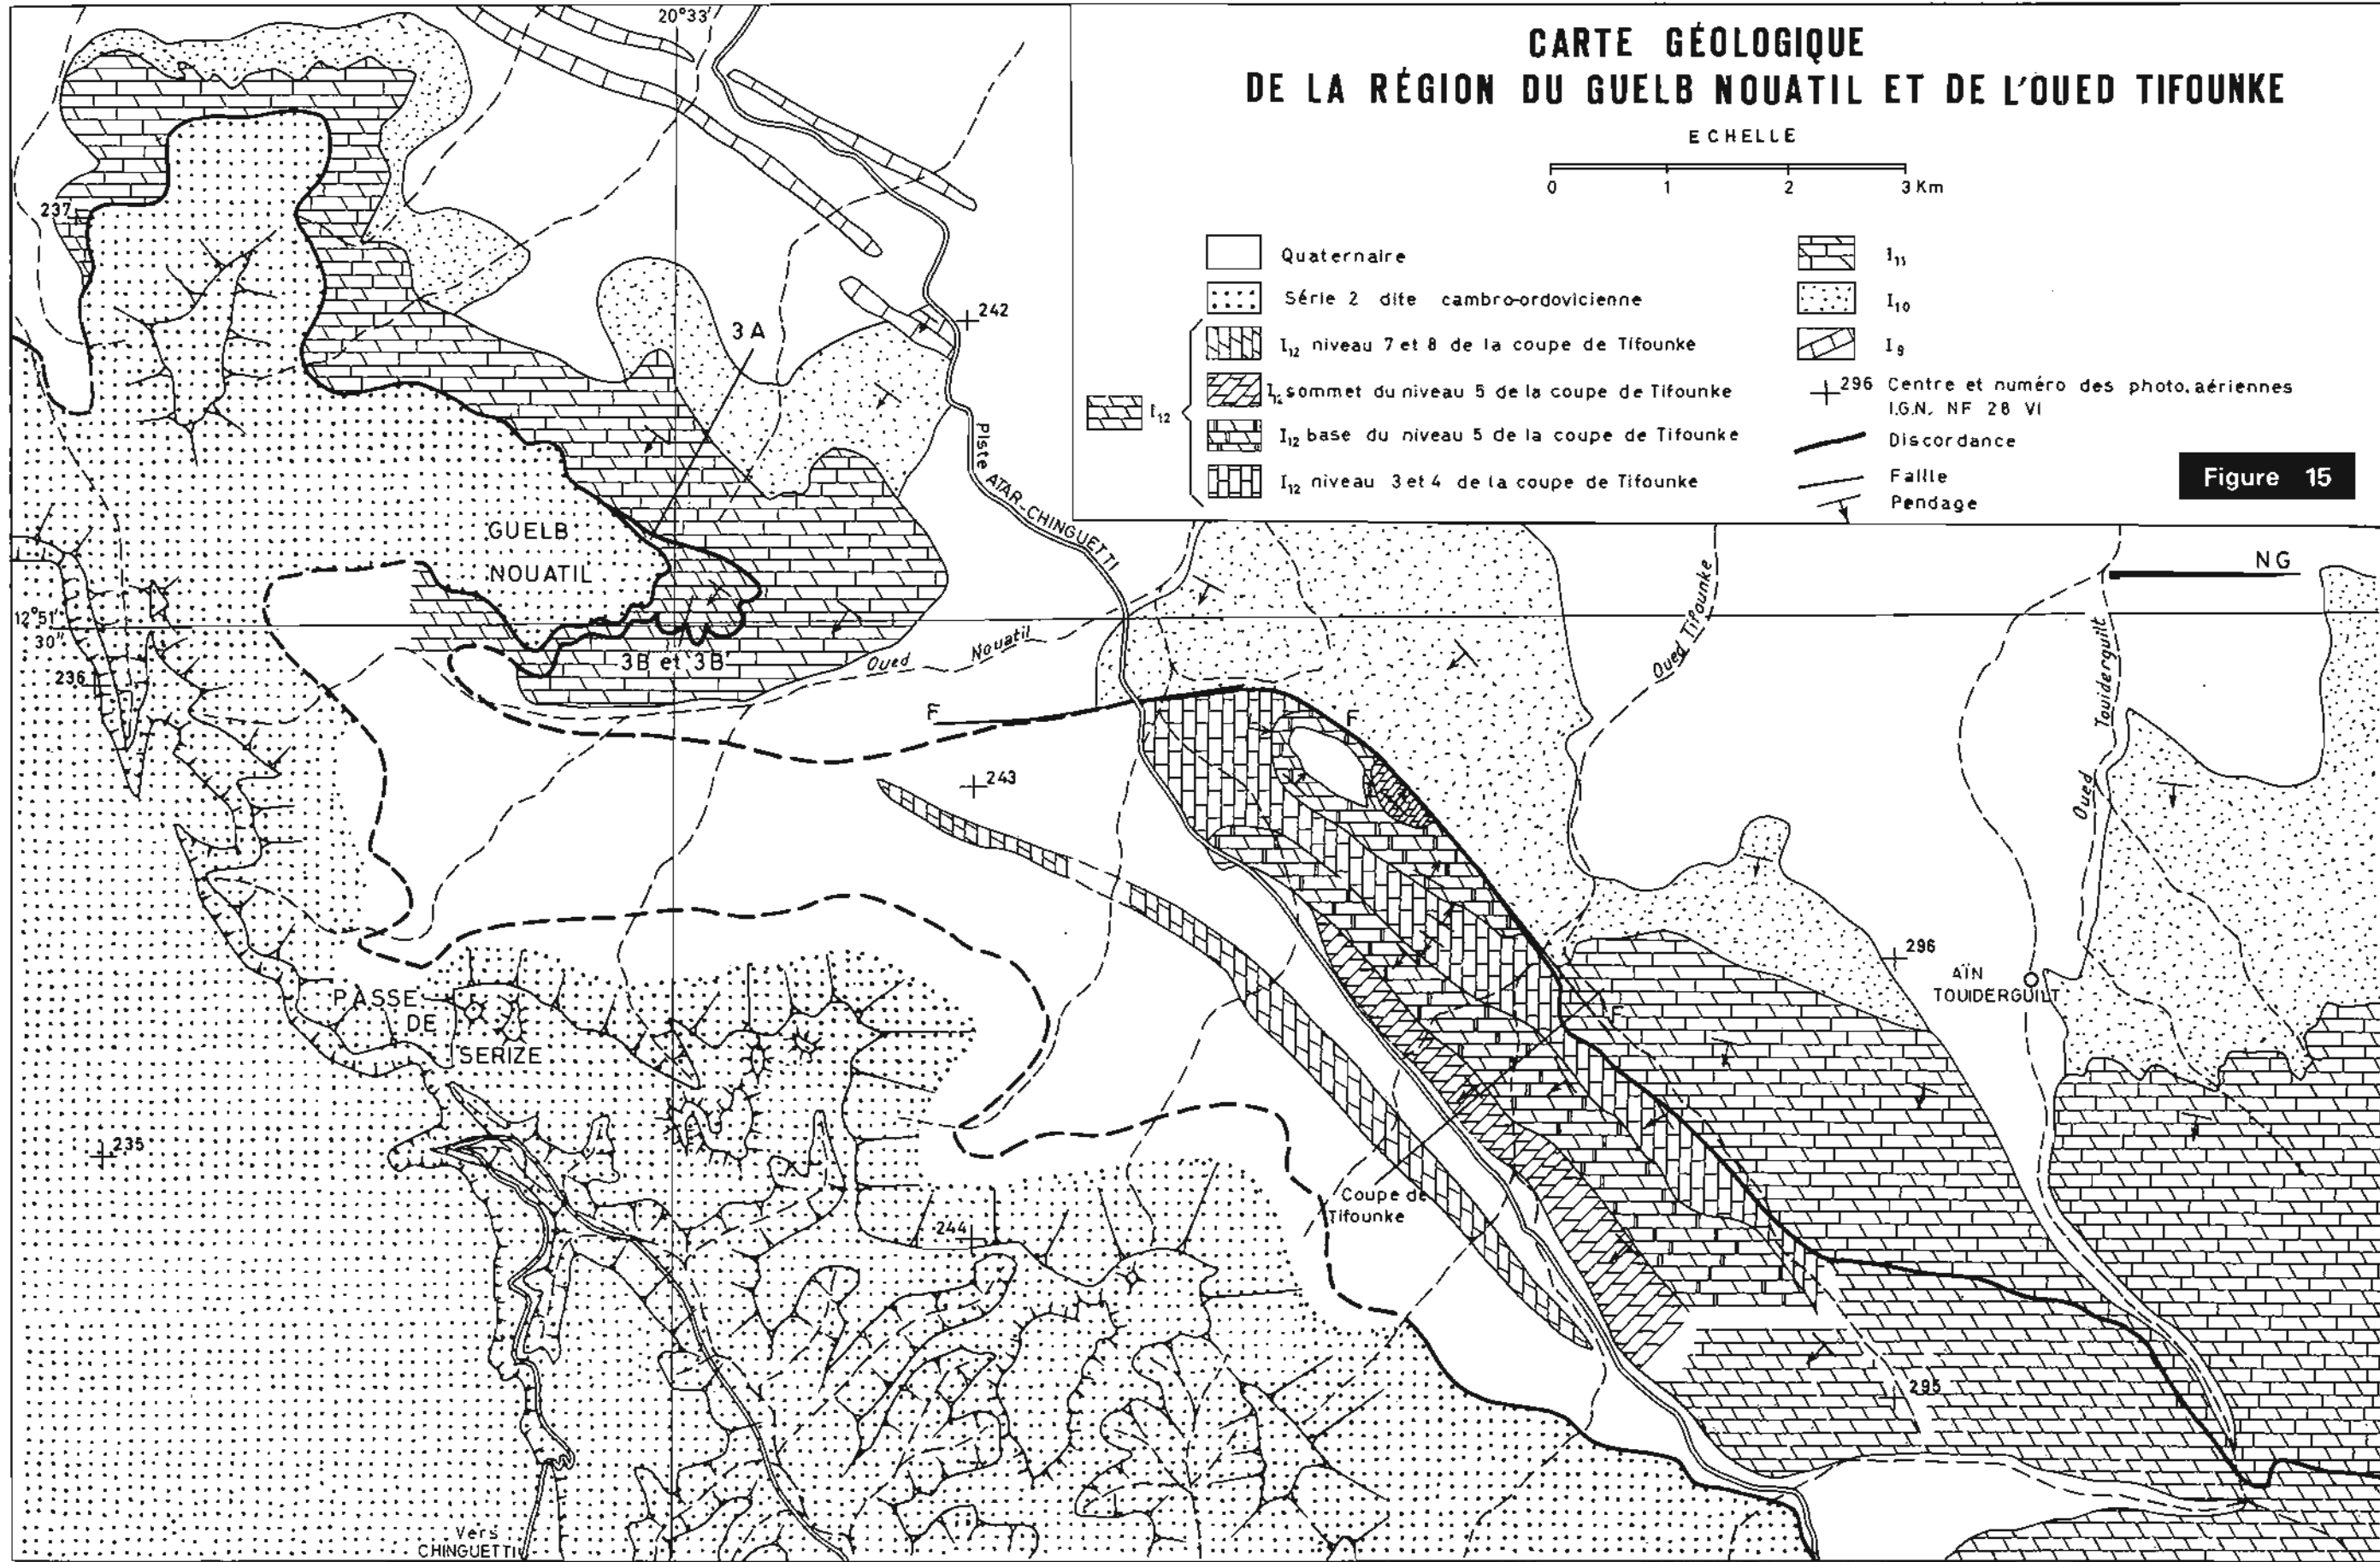 CARTE GÉOLOGIQUE
DE LA RÉGION DU GUELB NOUATIL ET DE L'OUED TIFOUNKE
ECHELLE
0 1 2 3 Km
Quaternaire
Série 2 dite cambro-ordovicienne
I12
I12 niveau 7 et 8 de la coupe de Tifounke
I12 sommet du niveau 5 de la coupe de Tifounke
I12 base du niveau 5 de la coupe de Tifounke
I12 niveau 3 et 4 de la coupe de Tifounke
I11
I10
I9
296 Centre et numéro des photo. aériennes
I.G.N. NF 28 VI
Discordance
Faille
Pendage
Figure 15
20°33'
237
242
3A
Piste ATAR-CHINGUETTI
GUELB
NOUATIL
NG
12°51'
30"
Oued Nouatil
Oued Tifounke
Oued Touiderguilt
3B et 3B'
236
F
F
243
296
AÏN
TOUIDERGUILT
PASSE
DE
SERIZE
F
235
Coupe de
Tifounke
244
295
Vers
CHINGUETTI